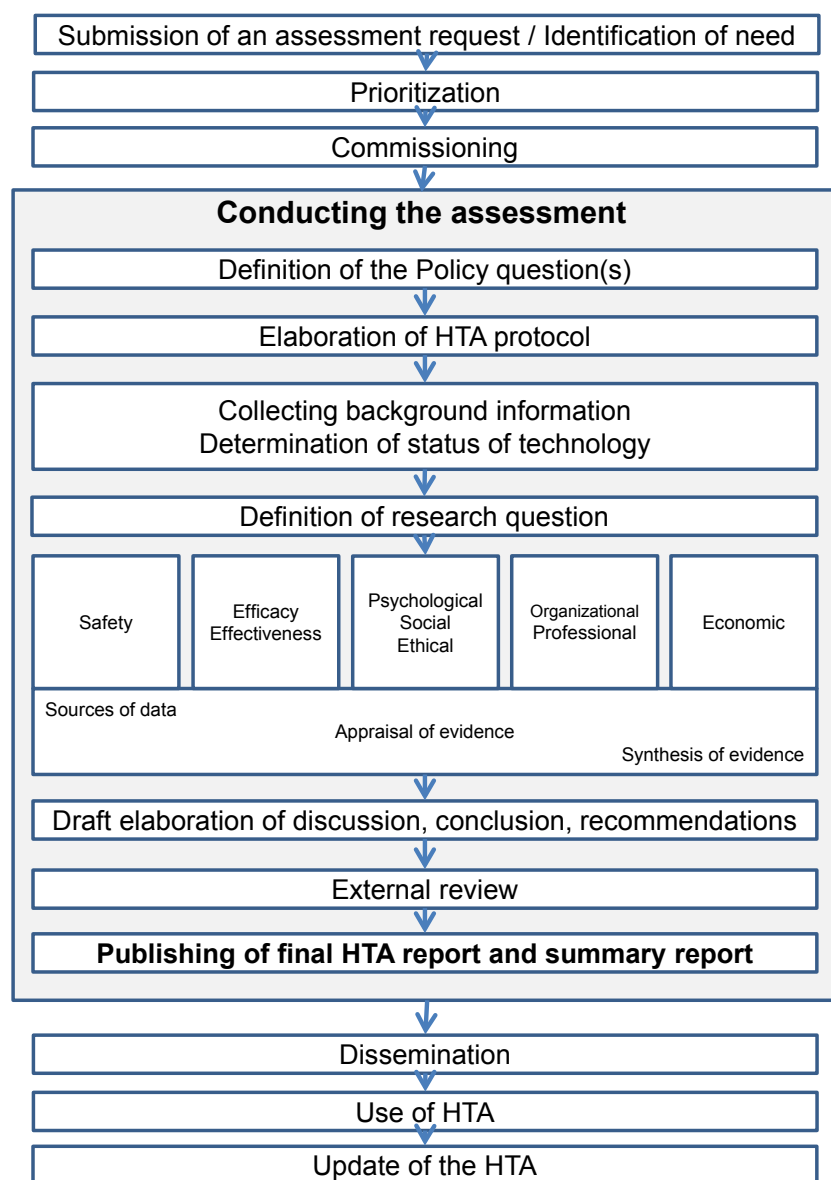 Submission of an assessment request / Identification of need
Prioritization
Commissioning
Conducting the assessment
Definition of the Policy question(s)
Elaboration of HTA protocol
Collecting background information
Determination of status of technology
Definition of research question
Safety
Efficacy
Effectiveness
Psychological
Social
Ethical
Organizational
Professional
Economic
Sources of data
Appraisal of evidence
Synthesis of evidence
Draft elaboration of discussion, conclusion, recommendations
External review
Publishing of final HTA report and summary report
Dissemination
Use of HTA
Update of the HTA